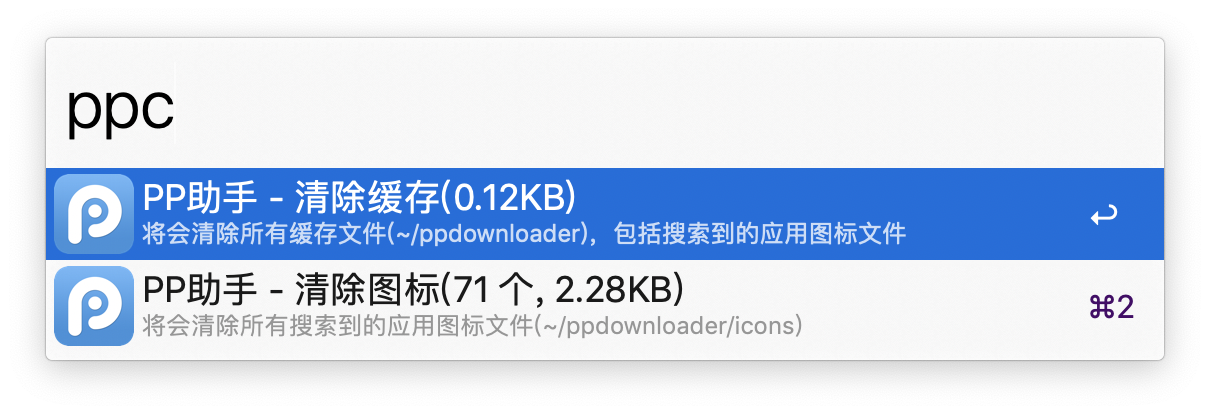 ppc
PP助手 - 清除缓存(0.12KB)
将会清除所有缓存文件(~/ppdownloader)，包括搜索到的应用图标文件
PP助手 - 清除图标(71 个, 2.28KB)
将会清除所有搜索到的应用图标文件(~/ppdownloader/icons)
⌘2